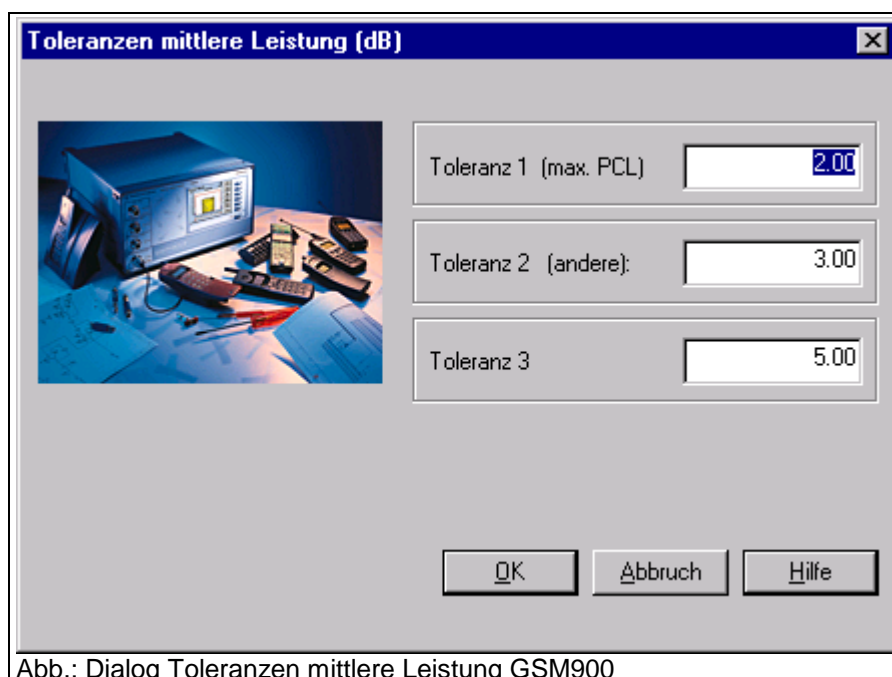 Toleranzen mittlere Leistung (dB)
Toleranz 1 (max. PCL) 2.00
Toleranz 2 (andere): 3.00
Toleranz 3 5.00
OK Abbruch Hilfe
Abb.: Dialog Toleranzen mittlere Leistung GSM900